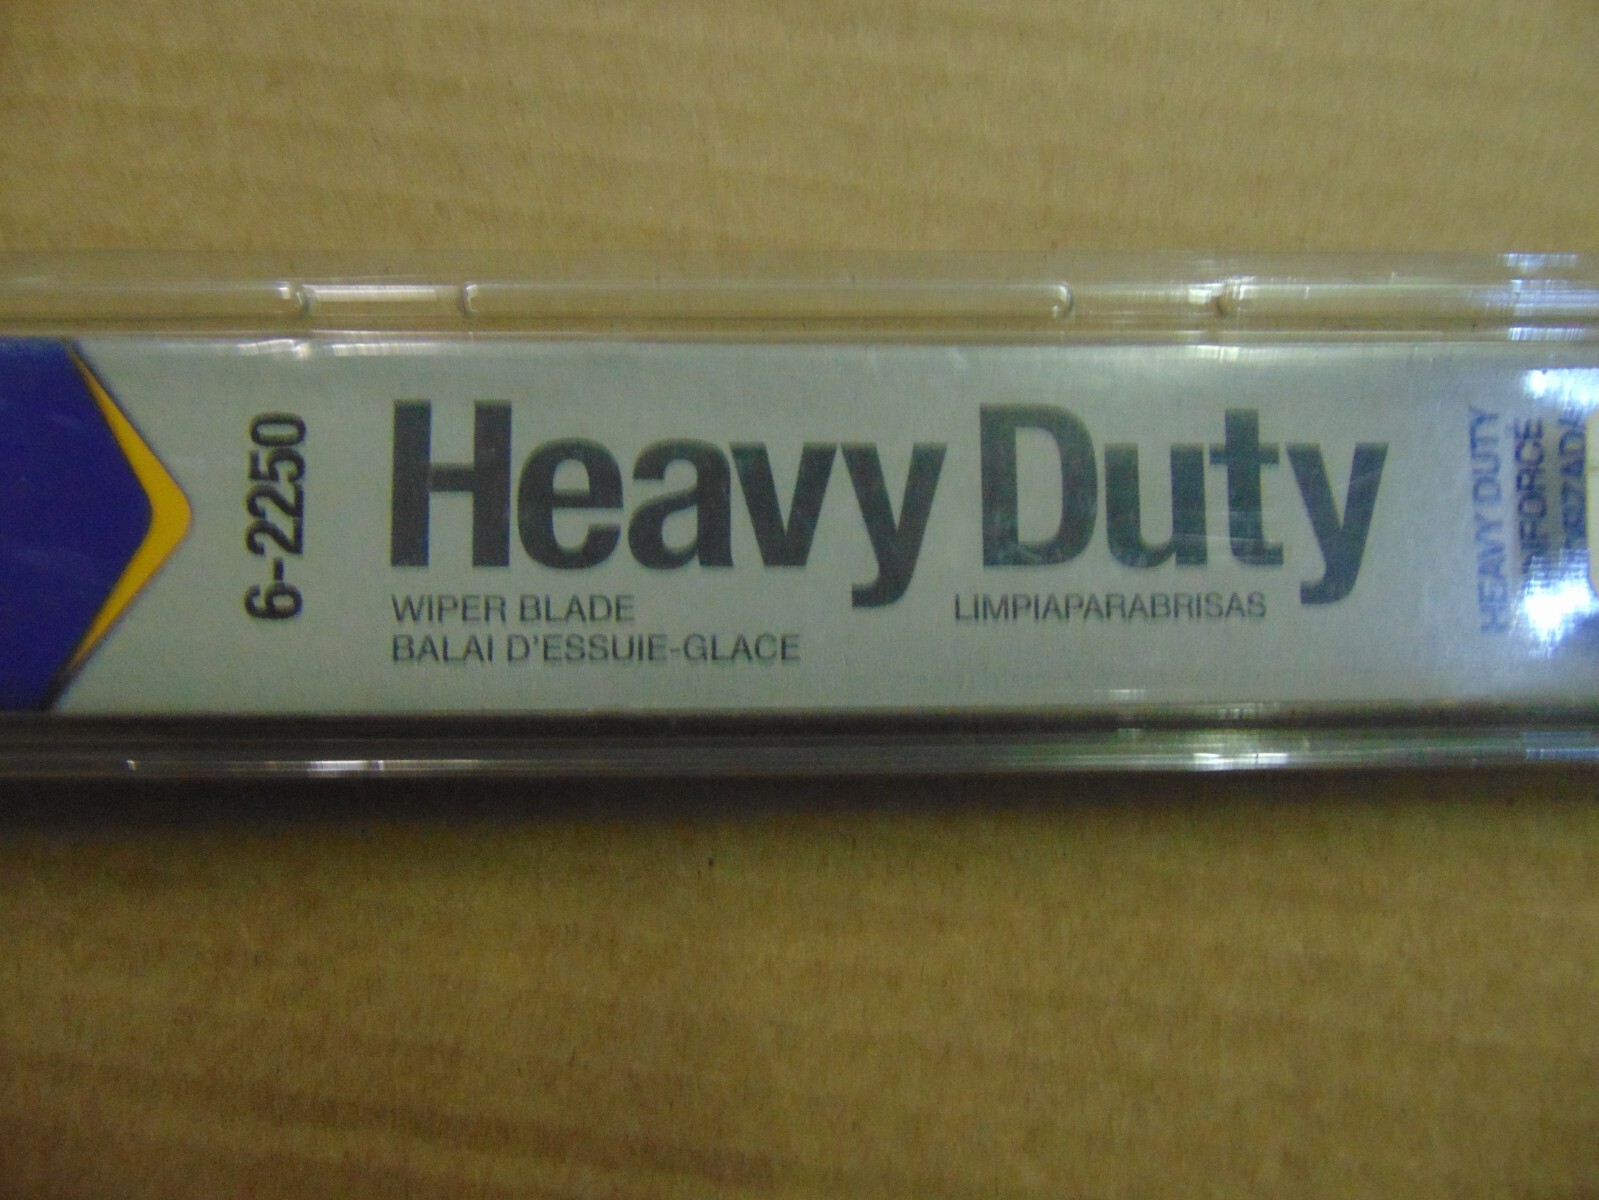 6-2250
Heavy Duty
WIPER BLADE
LIMPIAPARABRISAS
BALAI D'ESSUIE-GLACE
HEAVY DUTY